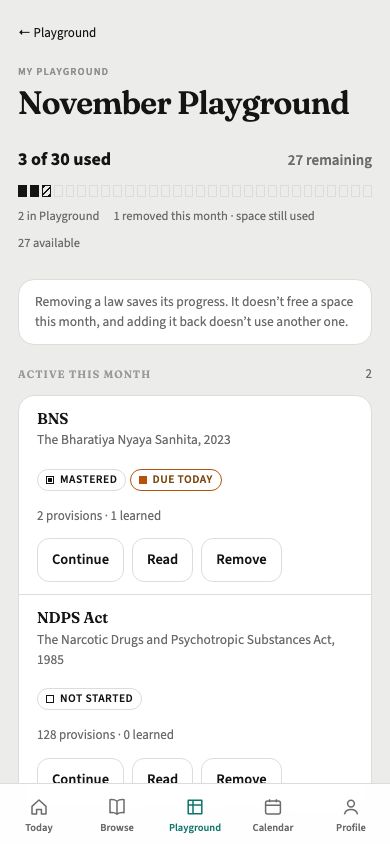 ← Playground
MY PLAYGROUND
November Playground
3 of 30 used
27 remaining
2 in Playground 1 removed this month · space still used
27 available
Removing a law saves its progress. It doesn’t free a space
this month, and adding it back doesn’t use another one.
ACTIVE THIS MONTH
2
BNS
The Bharatiya Nyaya Sanhita, 2023
MASTERED DUE TODAY
2 provisions · 1 learned
Continue Read Remove
NDPS Act
The Narcotic Drugs and Psychotropic Substances Act,
1985
NOT STARTED
128 provisions · 0 learned
Continue Read Remove
Today Browse Playground Calendar Profile